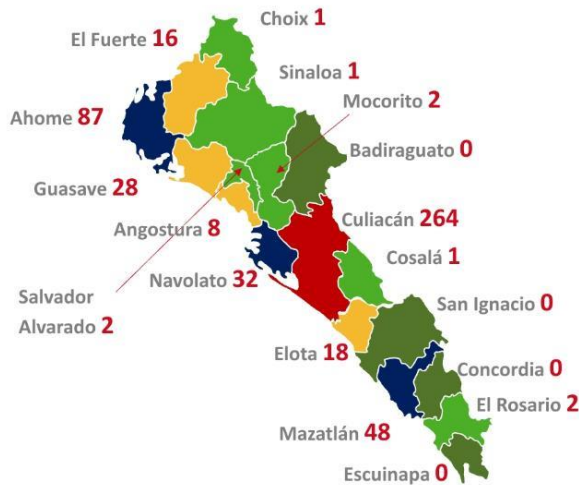 Choix 1
El Fuerte 16
Sinaloa 1
Mocorito 2
Ahome 87
Badiraguato 0
Guasave 28
Culiacán 264
Angostura 8
Cosalá 1
Navolato 32
Salvador
Alvarado 2
San Ignacio 0
Elota 18
Concordia 0
El Rosario 2
Mazatlán 48
Escuinapa 0